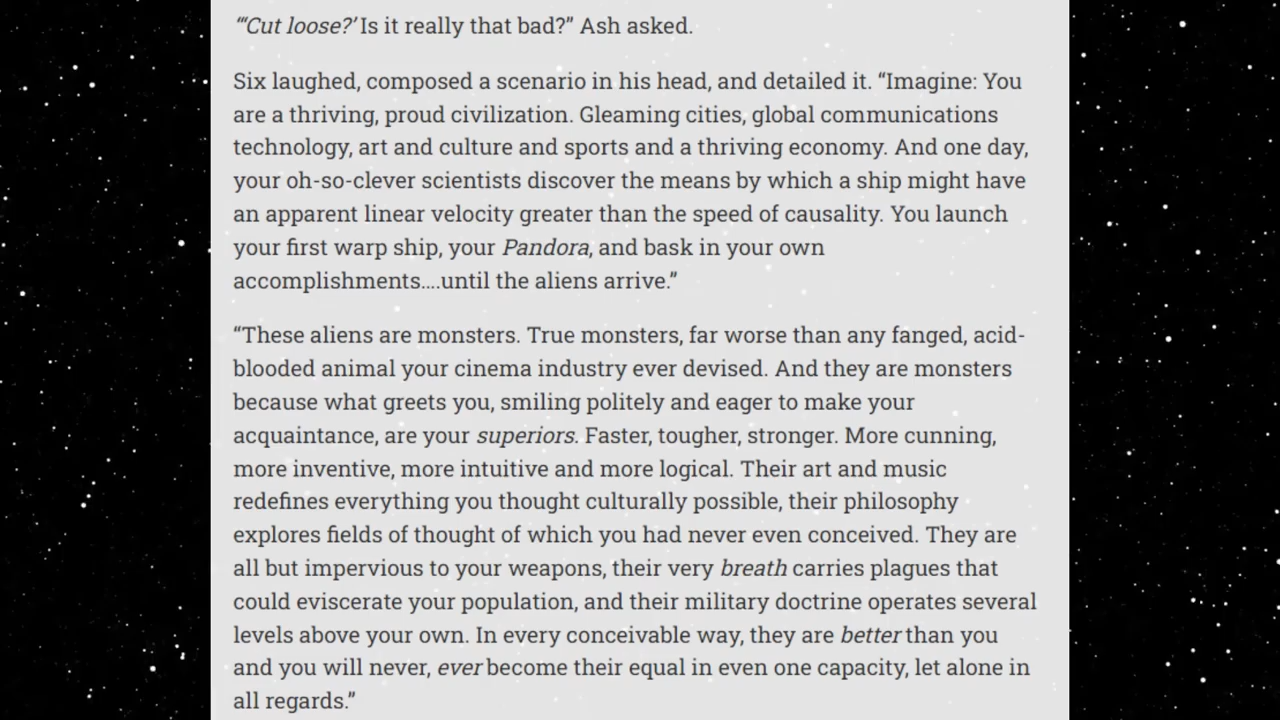 “‘Cut loose?’ Is it really that bad?” Ash asked.
Six laughed, composed a scenario in his head, and detailed it. “Imagine: You
are a thriving, proud civilization. Gleaming cities, global communications
technology, art and culture and sports and a thriving economy. And one day,
your oh-so-clever scientists discover the means by which a ship might have
an apparent linear velocity greater than the speed of causality. You launch
your first warp ship, your Pandora, and bask in your own
accomplishments….until the aliens arrive.”
“These aliens are monsters. True monsters, far worse than any fanged, acid-
blooded animal your cinema industry ever devised. And they are monsters
because what greets you, smiling politely and eager to make your
acquaintance, are your superiors. Faster, tougher, stronger. More cunning,
more inventive, more intuitive and more logical. Their art and music
redefines everything you thought culturally possible, their philosophy
explores fields of thought of which you had never even conceived. They are
all but impervious to your weapons, their very breath carries plagues that
could eviscerate your population, and their military doctrine operates several
levels above your own. In every conceivable way, they are better than you
and you will never, ever become their equal in even one capacity, let alone in
all regards.”